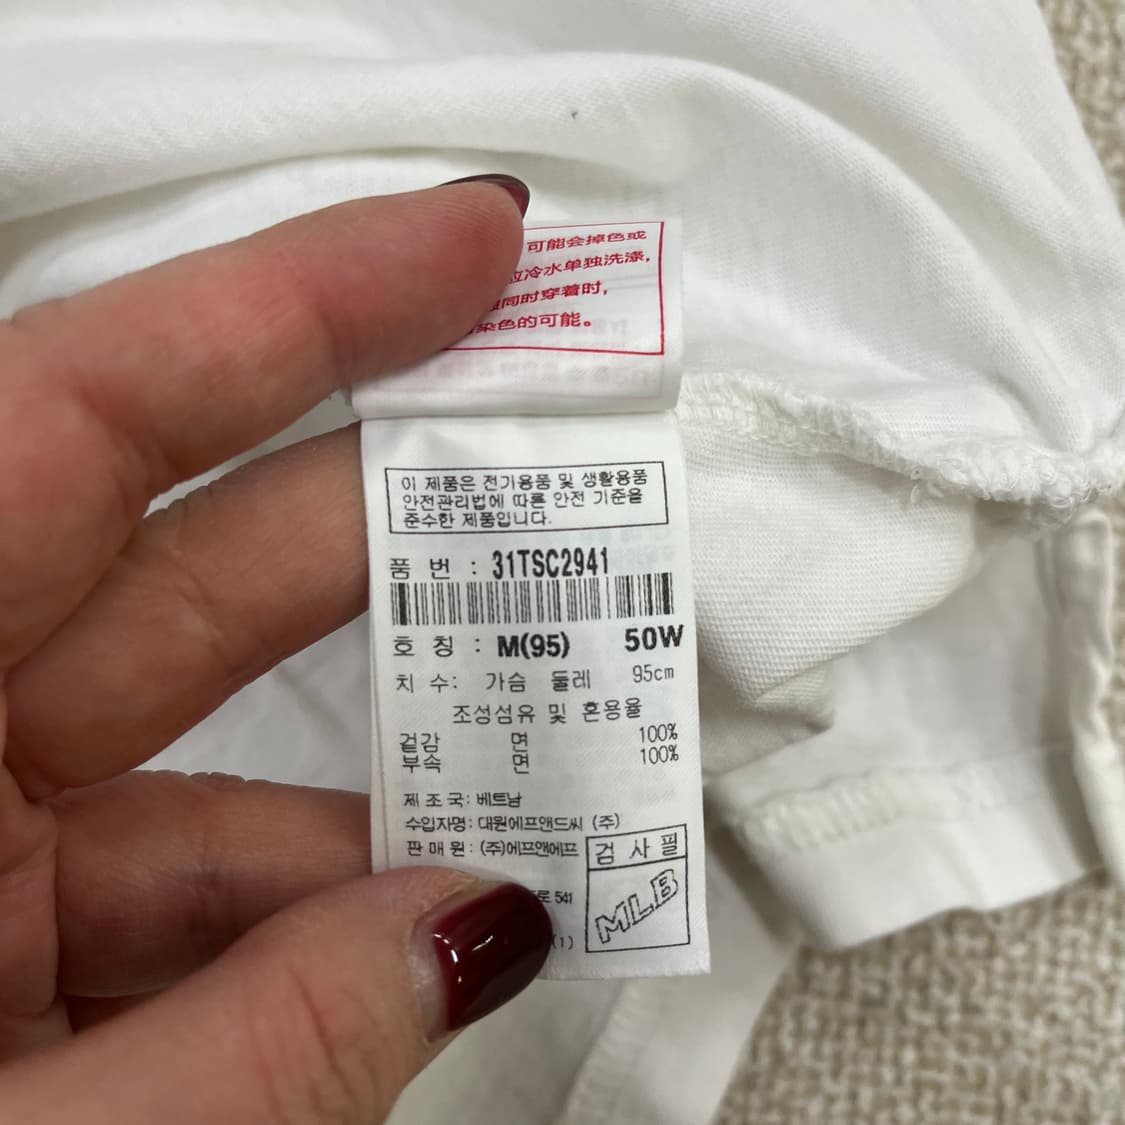 可能会掉色或
冷水单独洗涤,
同时穿着时,
染色的可能。
이 제품은 전기용품 및 생활용품
안전관리법에 따른 안전 기준을
준수한 제품입니다.
품 번 : 31TSC2941
호 칭 : M(95) 50W
치 수: 가슴 둘레 95cm
조성섬유 및 혼용율
겉감 면 100%
부속 면 100%
제 조 국: 베트남
수입자명: 대원에프앤드씨 (주)
판 매 원: (주)에프앤에프
검 사 필
로 541
MLB
(1)